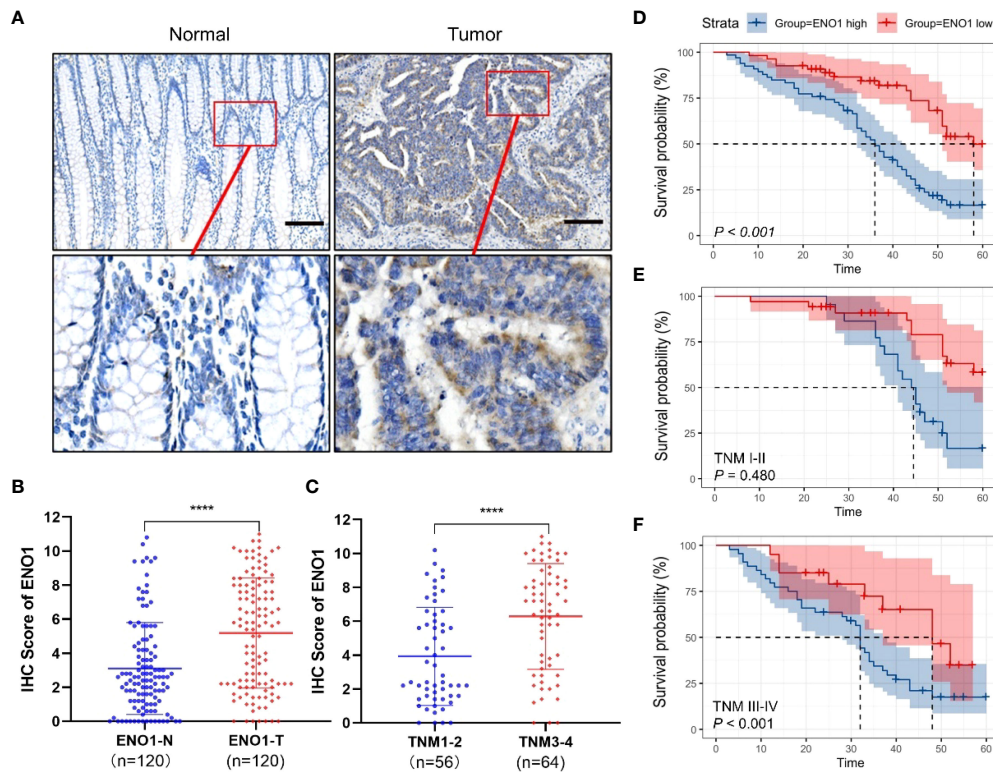 A
Normal
Tumor
B
IHC Score of ENO1
12
10
8
6
4
2
0
****
ENO1-N
(n=120)
ENO1-T
(n=120)
C
IHC Score of ENO1
12
10
8
6
4
2
0
****
TNM1-2
(n=56)
TNM3-4
(n=64)
D
Strata Group=ENO1 high Group=ENO1 low
Survival probability (%)
100
75
50
25
0
P < 0.001
0 10 20 30 40 50 60
Time
E
Survival probability (%)
100
75
50
25
0
TNM I-II
P = 0.480
0 10 20 30 40 50 60
Time
F
Survival probability (%)
100
75
50
25
0
TNM III-IV
P < 0.001
0 10 20 30 40 50 60
Time